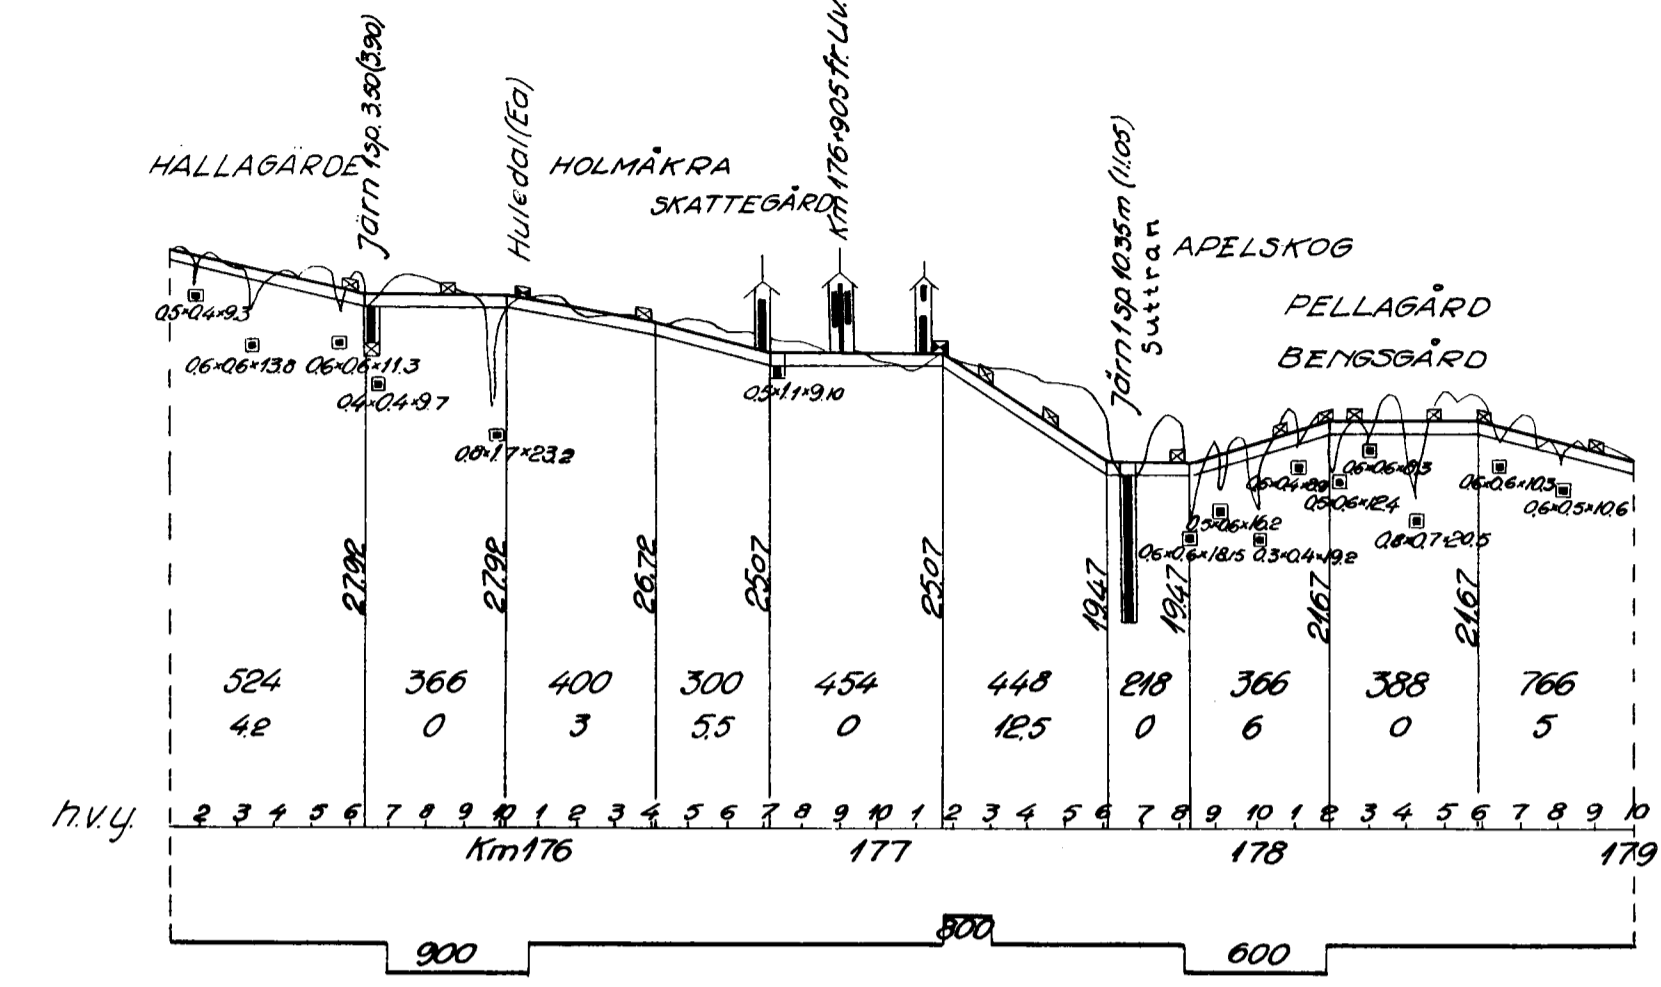 Järn 1 sp. 3.50 (3.90)
Huledal (Ea)
Km 176+905 fr. Uv.
Järn 1 sp. 10.35 m (11.05)
Suttran
HÄLLAGÄRDE
HOLMÅKRA
SKATTEGÅRD
APELSKOG
PELLAGÅRD
BENGSGÅRD
0.5×0.4×9.3
0.6×0.6×13.8
0.6×0.6×11.3
0.4×0.4×9.7
0.8×1.7×23.2
0.5×1.1×9.10
0.6×0.6×18.15
0.5×0.6×16.2
0.3×0.4×19.2
0.6×0.4×8.9
0.5×0.6×12.4
0.6×0.6×8.3
0.8×0.7×20.5
0.6×0.6×10.3
0.6×0.5×10.6
27.92
27.92
26.72
25.07
25.07
19.47
19.47
21.67
21.67
524 366 400 300 454 448 218 366 388 766
4.2 0 3 5.5 0 12.5 0 6 0 5
h.v.y. 2 3 4 5 6 7 8 9 10 1 2 3 4 5 6 7 8 9 10 1 2 3 4 5 6 7 8 9 10 1 2 3 4 5 6 7 8 9 10
Km 176 177 178 179
900 800 600